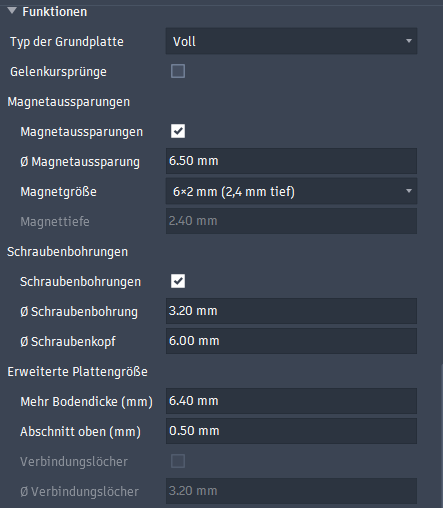 Funktionen
Typ der Grundplatte Voll
Gelenkursprünge
Magnetaussparungen
Magnetaussparungen
Ø Magnetaussparung 6.50 mm
Magnetgröße 6×2 mm (2,4 mm tief)
Magnettiefe 2.40 mm
Schraubenbohrungen
Schraubenbohrungen
Ø Schraubenbohrung 3.20 mm
Ø Schraubenkopf 6.00 mm
Erweiterte Plattengröße
Mehr Bodendicke (mm) 6.40 mm
Abschnitt oben (mm) 0.50 mm
Verbindungslöcher
Ø Verbindungslöcher 3.20 mm